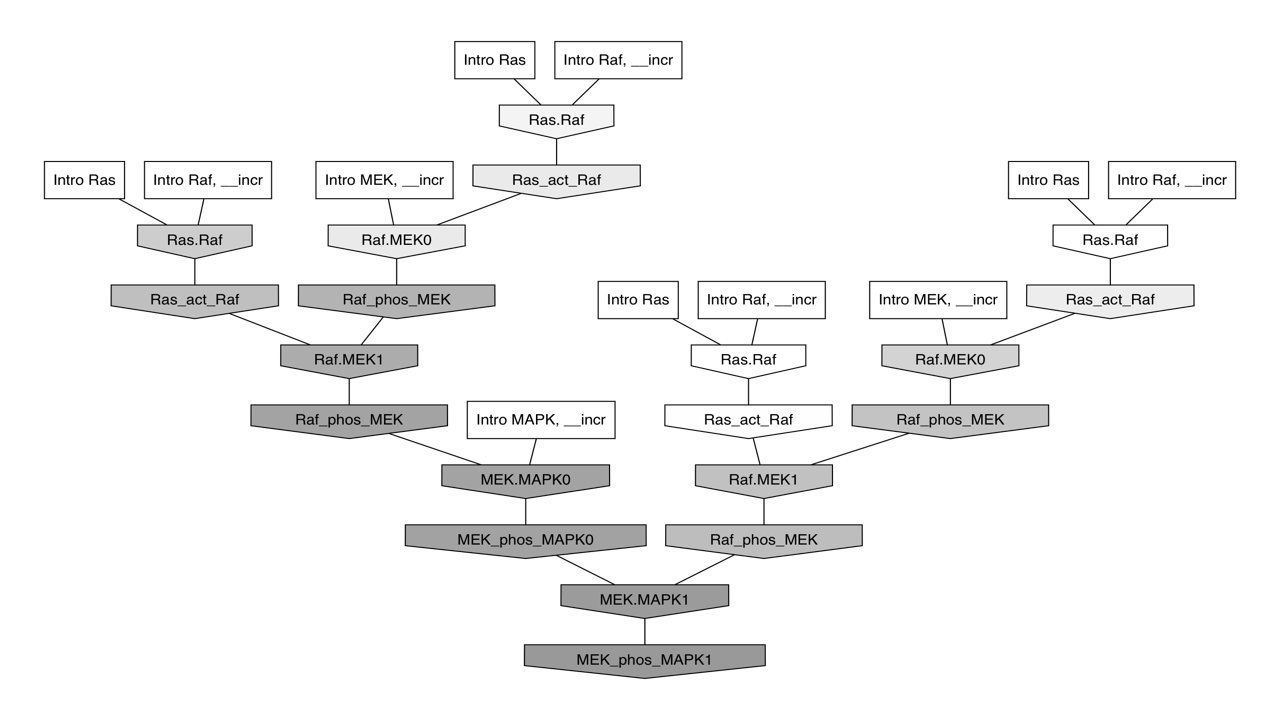 Intro Ras
Intro Raf, __incr
Ras.Raf
Intro Ras
Intro Raf, __incr
Intro MEK, __incr
Ras_act_Raf
Intro Ras
Intro Raf, __incr
Ras.Raf
Raf.MEK0
Ras.Raf
Ras_act_Raf
Raf_phos_MEK
Intro Ras
Intro Raf, __incr
Intro MEK, __incr
Ras_act_Raf
Raf.MEK1
Ras.Raf
Raf.MEK0
Raf_phos_MEK
Intro MAPK, __incr
Ras_act_Raf
Raf_phos_MEK
MEK.MAPK0
Raf.MEK1
MEK_phos_MAPK0
Raf_phos_MEK
MEK.MAPK1
MEK_phos_MAPK1